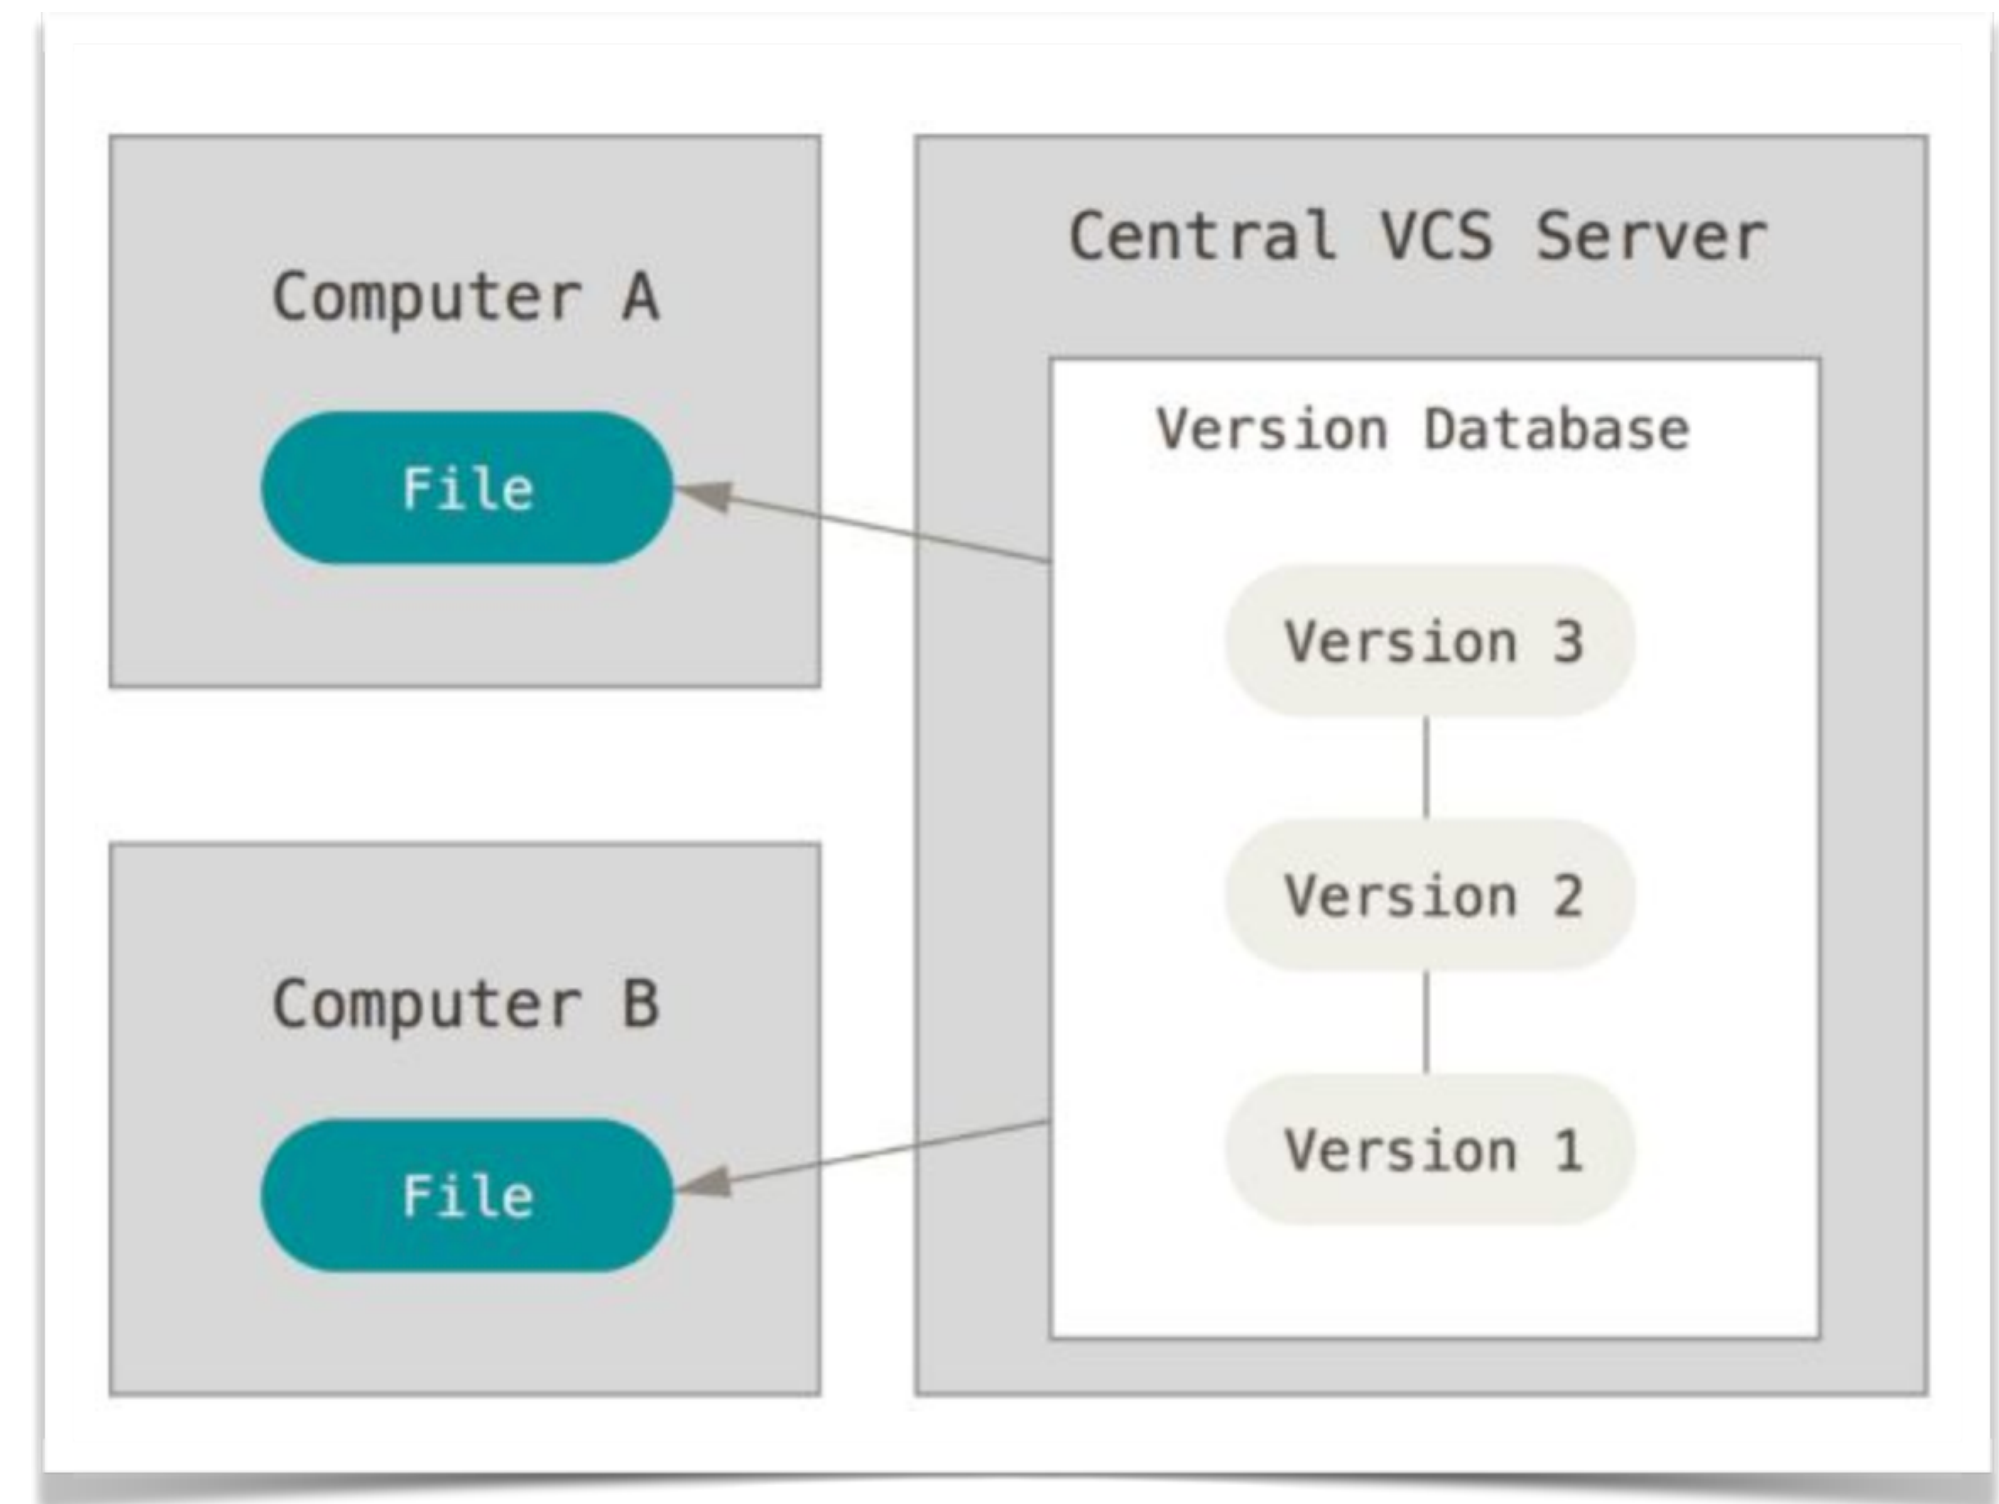 Computer A
File
Computer B
File
Central VCS Server
Version Database
Version 3
Version 2
Version 1